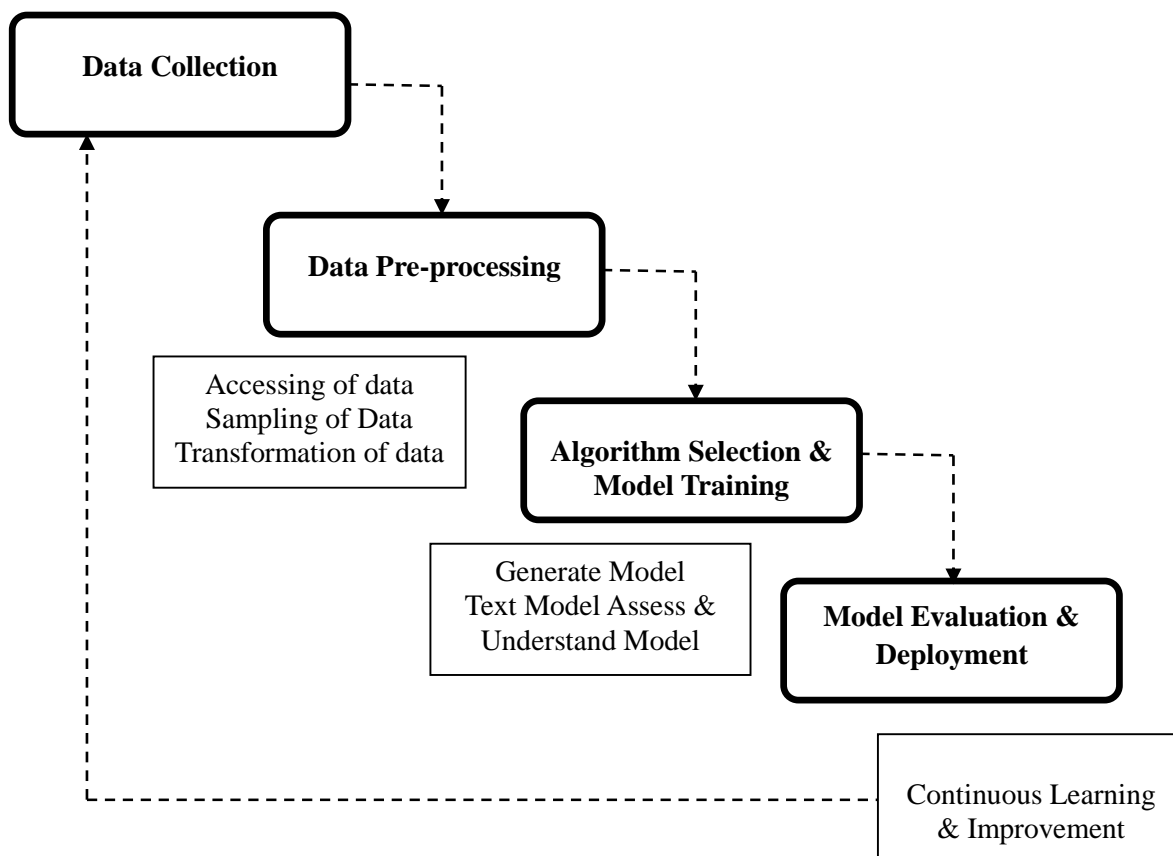 Data Collection
Data Pre-processing
Accessing of data
Sampling of Data
Transformation of data
Algorithm Selection &
Model Training
Generate Model
Text Model Assess &
Understand Model
Model Evaluation &
Deployment
Continuous Learning
& Improvement